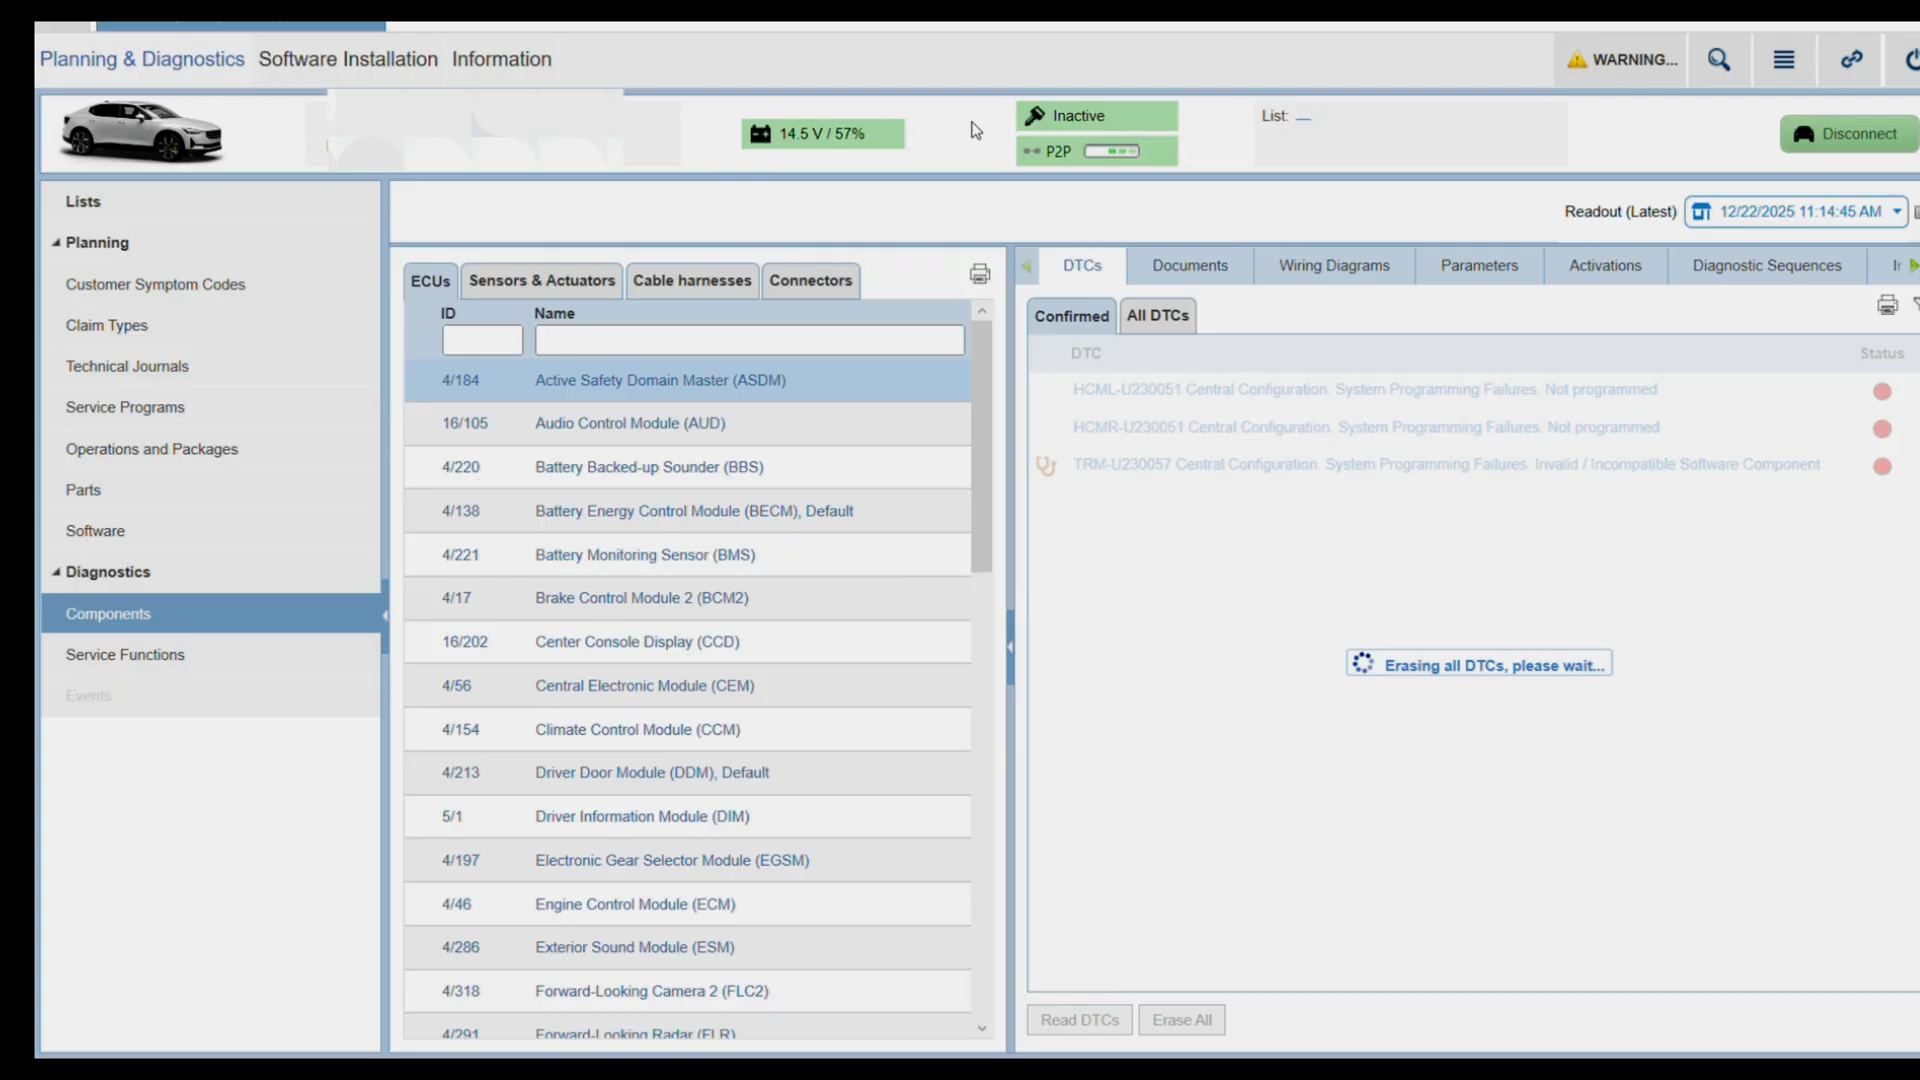 Planning & Diagnostics Software Installation Information
WARNING...
14.5 V / 57%
Inactive
P2P
List:
Disconnect
Lists
Planning
Customer Symptom Codes
Claim Types
Technical Journals
Service Programs
Operations and Packages
Parts
Software
Diagnostics
Components
Service Functions
Events
Readout (Latest) 12/22/2025 11:14:45 AM
ECUs Sensors & Actuators Cable harnesses Connectors
ID Name
4/184 Active Safety Domain Master (ASDM)
16/105 Audio Control Module (AUD)
4/220 Battery Backed-up Sounder (BBS)
4/138 Battery Energy Control Module (BECM), Default
4/221 Battery Monitoring Sensor (BMS)
4/17 Brake Control Module 2 (BCM2)
16/202 Center Console Display (CCD)
4/56 Central Electronic Module (CEM)
4/154 Climate Control Module (CCM)
4/213 Driver Door Module (DDM), Default
5/1 Driver Information Module (DIM)
4/197 Electronic Gear Selector Module (EGSM)
4/46 Engine Control Module (ECM)
4/286 Exterior Sound Module (ESM)
4/318 Forward-Looking Camera 2 (FLC2)
4/291 Forward-Looking Radar (FLR)
DTCs Documents Wiring Diagrams Parameters Activations Diagnostic Sequences
Confirmed All DTCs
DTC Status
HCML-U230051 Central Configuration. System Programming Failures. Not programmed
HCMR-U230051 Central Configuration. System Programming Failures. Not programmed
TRM-U230057 Central Configuration. System Programming Failures. Invalid / Incompatible Software Component
Erasing all DTCs, please wait...
Read DTCs Erase All